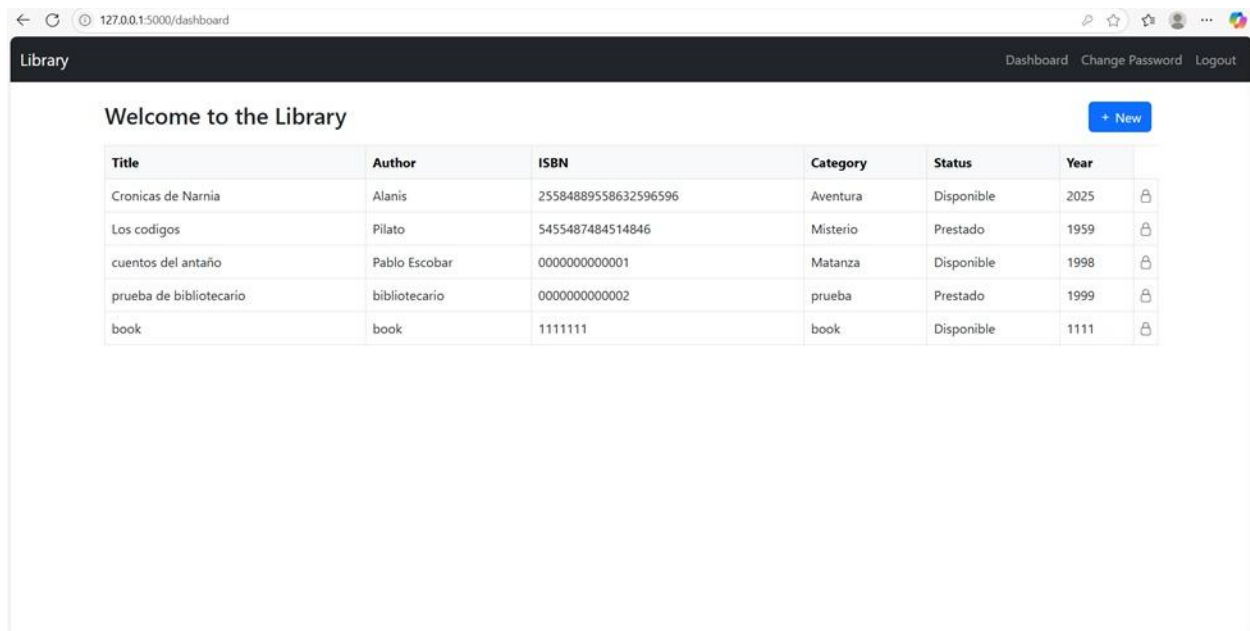 127.0.0.1:5000/dashboard
Library Dashboard Change Password Logout
Welcome to the Library + New
Title Author ISBN Category Status Year
Cronicas de Narnia Alanis 25584889558632596596 Aventura Disponible 2025
Los codigos Pilato 5455487484514846 Misterio Prestado 1959
cuentos del antaño Pablo Escobar 0000000000001 Matanza Disponible 1998
prueba de bibliotecario bibliotecario 0000000000002 prueba Prestado 1999
book book 1111111 book Disponible 1111